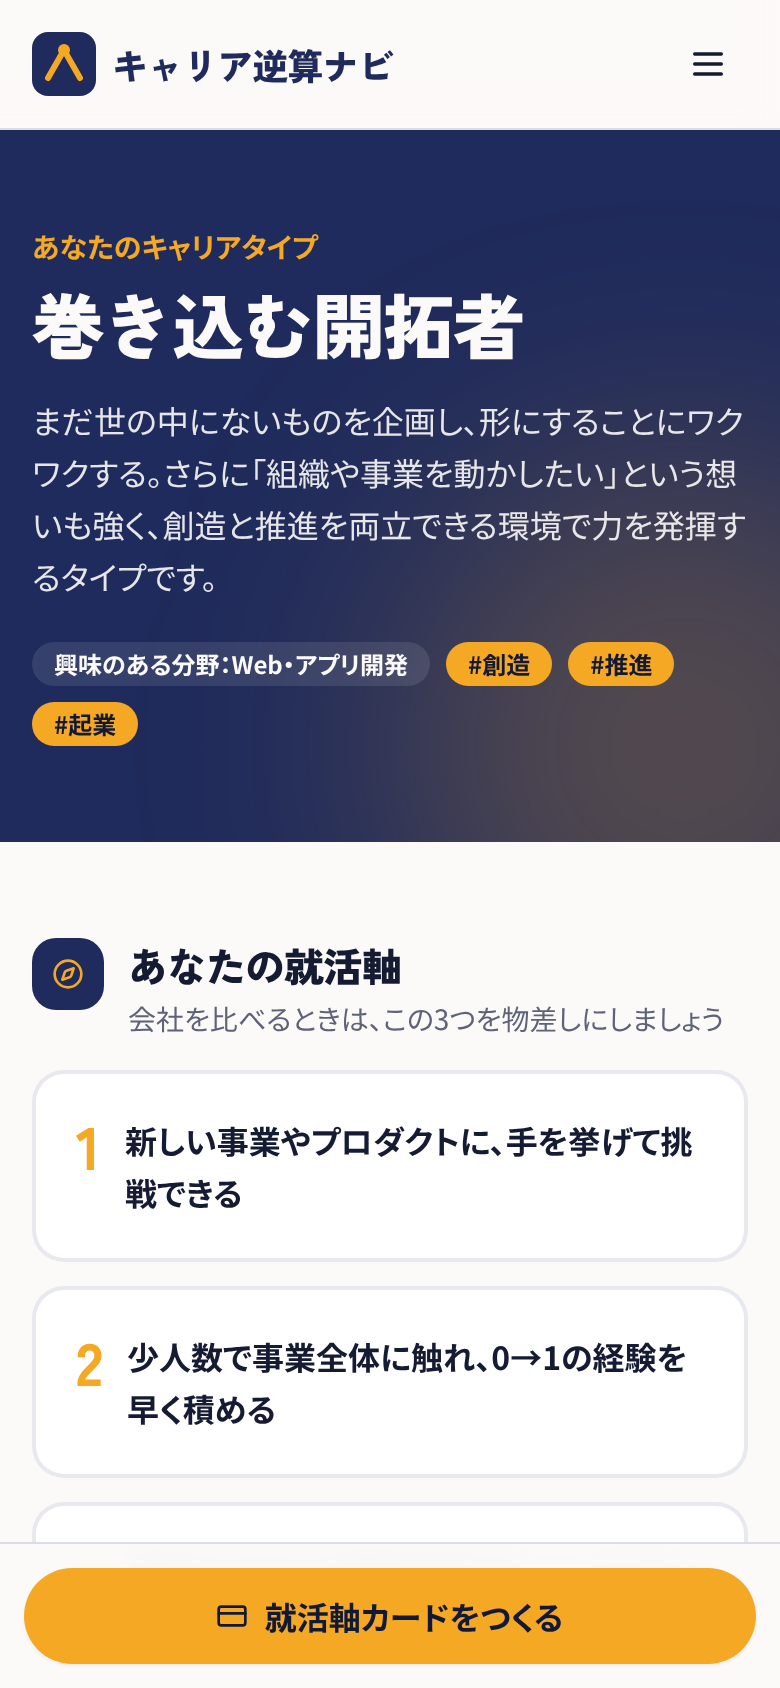 キャリア逆算ナビ
あなたのキャリアタイプ
巻き込む開拓者
まだ世の中にないものを企画し、形にすることにワク
ワクする。さらに「組織や事業を動かしたい」という想
いも強く、創造と推進を両立できる環境で力を発揮す
るタイプです。
興味のある分野：Web・アプリ開発 #創造 #推進
#起業
あなたの就活軸
会社を比べるときは、この3つを物差しにしましょう
1 新しい事業やプロダクトに、手を挙げて挑
戦できる
2 少人数で事業全体に触れ、0→1の経験を
早く積める
就活軸カードをつくる